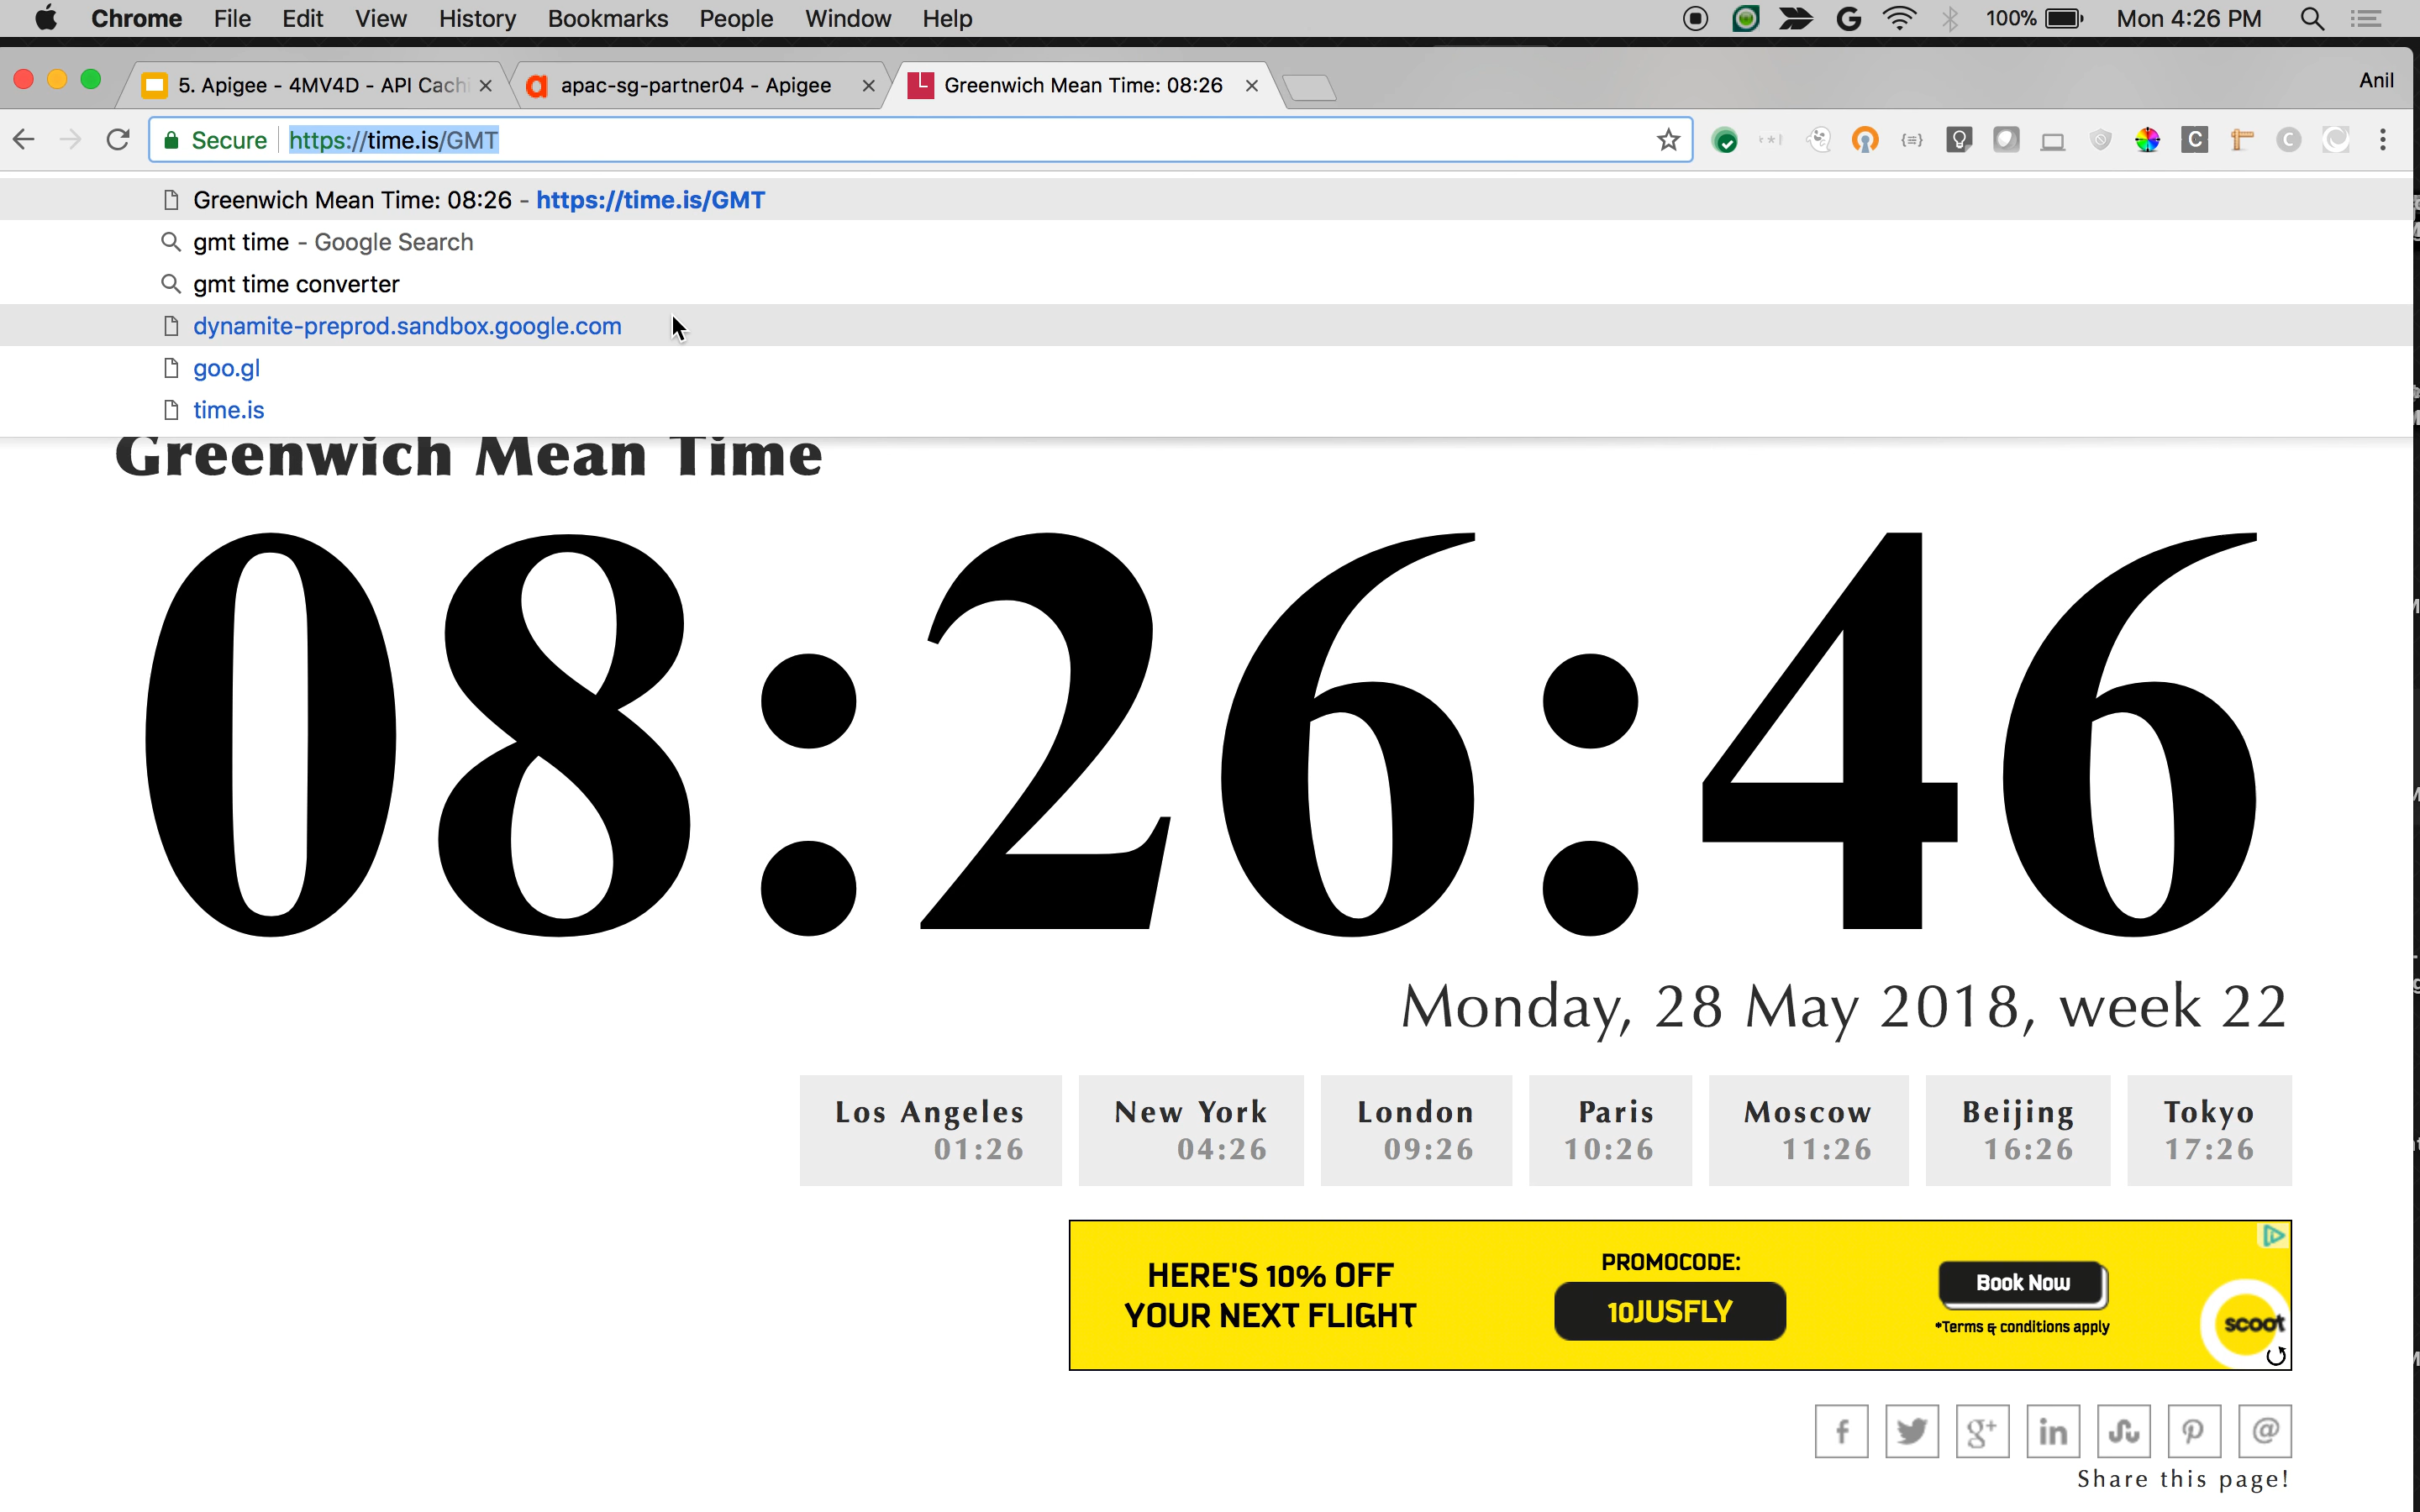 Chrome File Edit View History Bookmarks People Window Help 100% Mon 4:26 PM
5. Apigee - 4MV4D - API Cachi apac-sg-partner04 - Apigee Greenwich Mean Time: 08:26 Anil
Secure https://time.is/GMT
Greenwich Mean Time: 08:26 - https://time.is/GMT
gmt time - Google Search
gmt time converter
dynamite-preprod.sandbox.google.com
goo.gl
time.is
Greenwich Mean Time
08:26:46
Monday, 28 May 2018, week 22
Los Angeles New York London Paris Moscow Beijing Tokyo
01:26 04:26 09:26 10:26 11:26 16:26 17:26
HERE'S 10% OFF
YOUR NEXT FLIGHT
PROMOCODE:
10JUSFLY
Book Now
*Terms & conditions apply
scoot
Share this page!